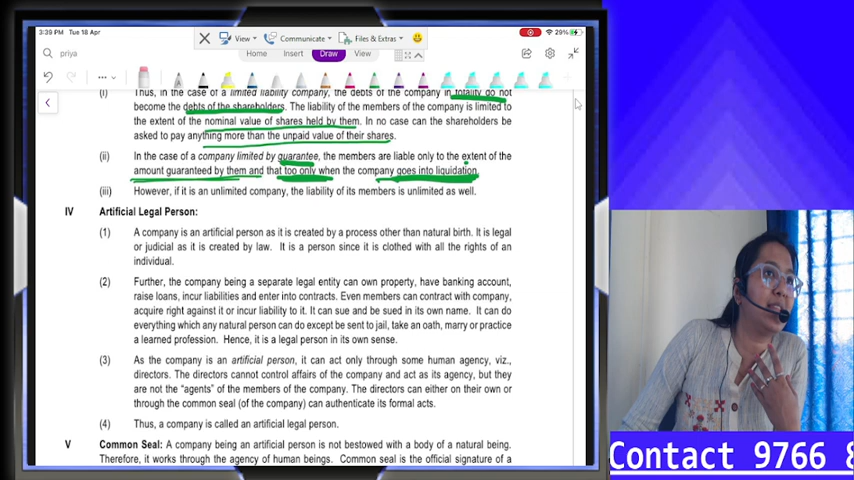 3:39 PM Tue 18 Apr
29%
View
Communicate
Files & Extras
priya
Home Insert Draw View
(i) Thus, in the case of a limited liability company, the debts of the company in totality do not
become the debts of the shareholders. The liability of the members of the company is limited to
the extent of the nominal value of shares held by them. In no case can the shareholders be
asked to pay anything more than the unpaid value of their shares.
(ii) In the case of a company limited by guarantee, the members are liable only to the extent of the
amount guaranteed by them and that too only when the company goes into liquidation.
(iii) However, if it is an unlimited company, the liability of its members is unlimited as well.
IV Artificial Legal Person:
(1) A company is an artificial person as it is created by a process other than natural birth. It is legal
or judicial as it is created by law. It is a person since it is clothed with all the rights of an
individual.
(2) Further, the company being a separate legal entity can own property, have banking account,
raise loans, incur liabilities and enter into contracts. Even members can contract with company,
acquire right against it or incur liability to it. It can sue and be sued in its own name. It can do
everything which any natural person can do except be sent to jail, take an oath, marry or practice
a learned profession. Hence, it is a legal person in its own sense.
(3) As the company is an artificial person, it can act only through some human agency, viz.,
directors. The directors cannot control affairs of the company and act as its agency, but they
are not the “agents” of the members of the company. The directors can either on their own or
through the common seal (of the company) can authenticate its formal acts.
(4) Thus, a company is called an artificial legal person.
V Common Seal: A company being an artificial person is not bestowed with a body of a natural being.
Therefore, it works through the agency of human beings. Common seal is the official signature of a
Contact 9766 8